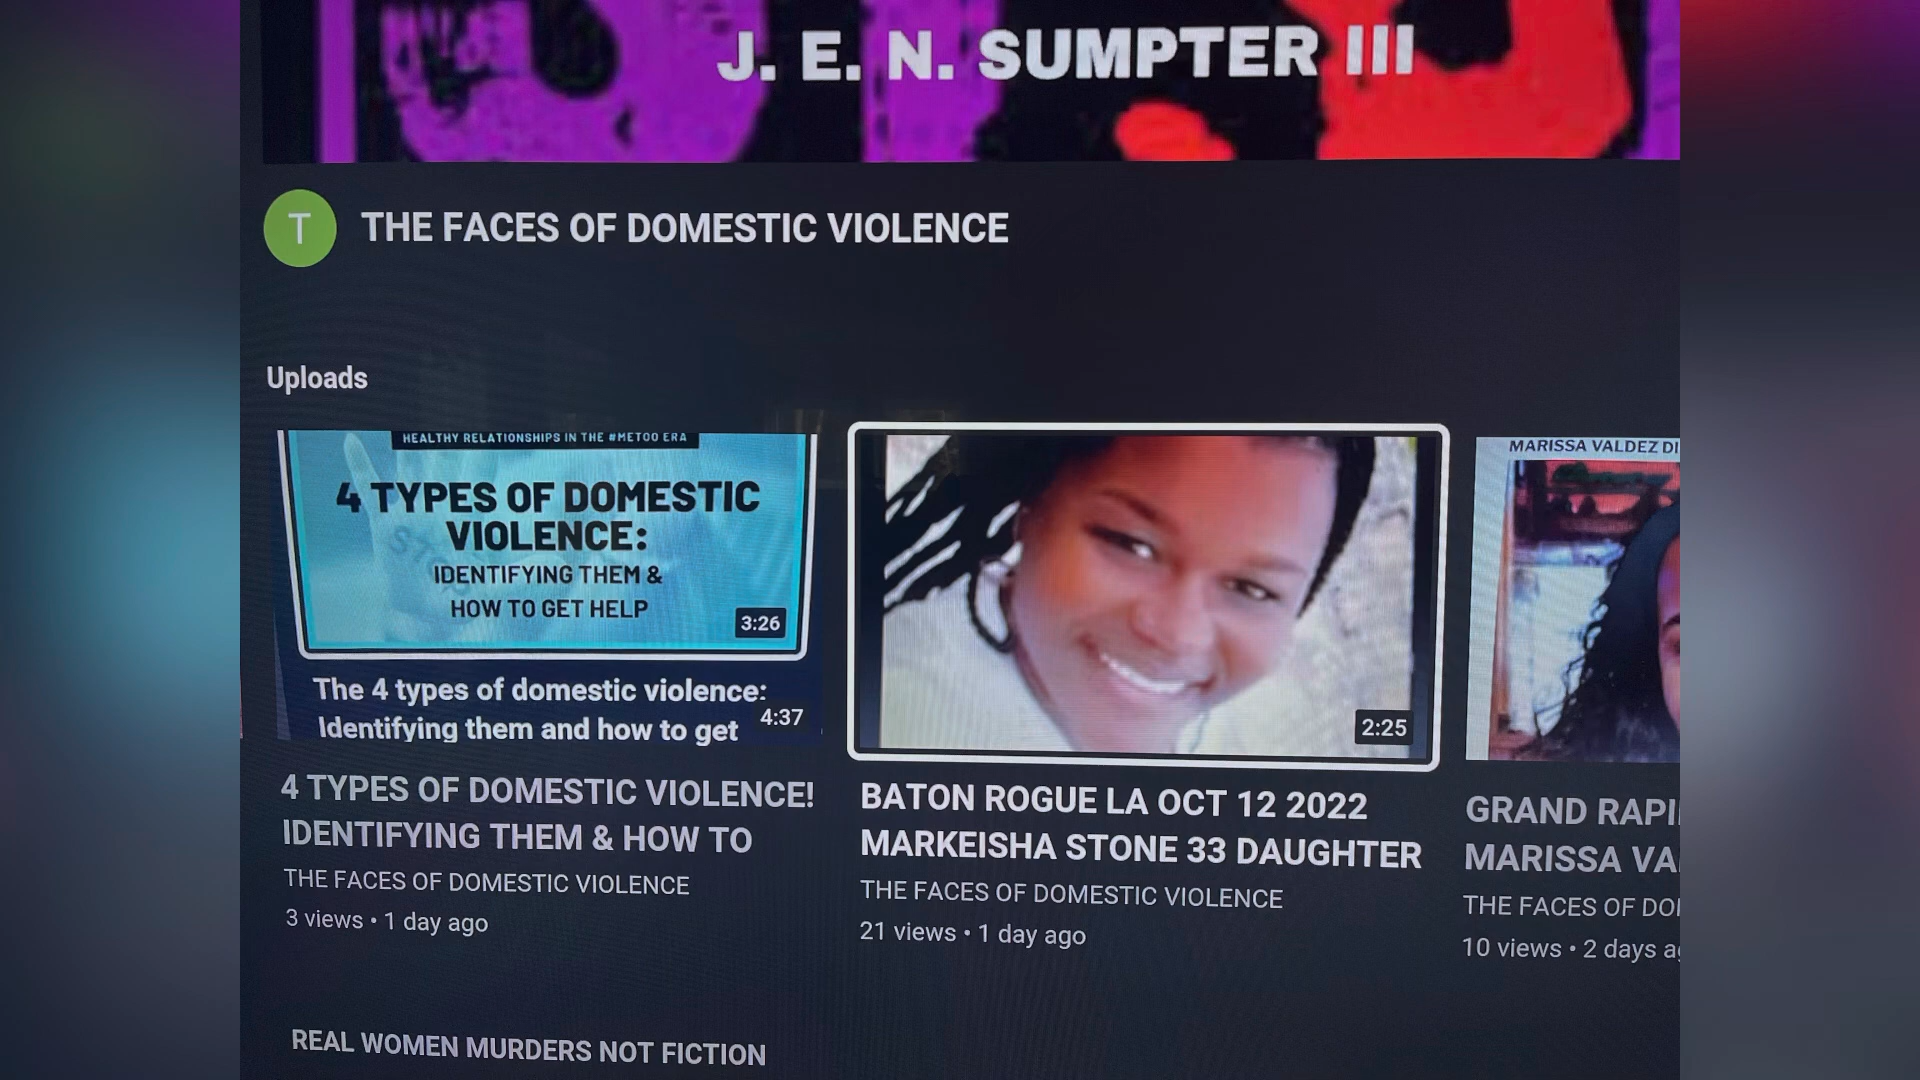 J. E. N. SUMPTER III
T
THE FACES OF DOMESTIC VIOLENCE
Uploads
HEALTHY RELATIONSHIPS IN THE #METOO ERA
4 TYPES OF DOMESTIC
VIOLENCE:
IDENTIFYING THEM &
HOW TO GET HELP
3:26
The 4 types of domestic violence:
Identifying them and how to get
4:37
4 TYPES OF DOMESTIC VIOLENCE!
IDENTIFYING THEM & HOW TO
THE FACES OF DOMESTIC VIOLENCE
3 views • 1 day ago
2:25
BATON ROGUE LA OCT 12 2022
MARKEISHA STONE 33 DAUGHTER
THE FACES OF DOMESTIC VIOLENCE
21 views • 1 day ago
MARISSA VALDEZ DI
GRAND RAPI
MARISSA VA
THE FACES OF DO
10 views • 2 days a
REAL WOMEN MURDERS NOT FICTION